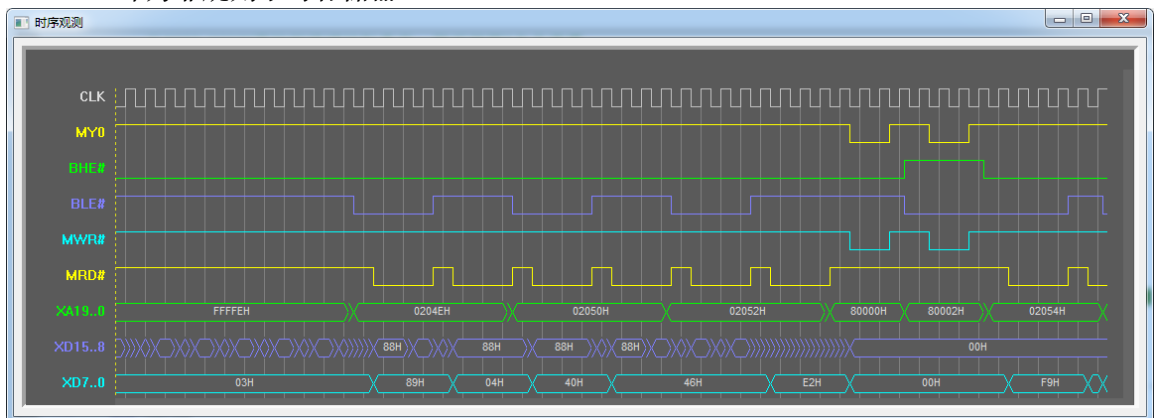 时序观测
CLK
MY0
BHE#
BLE#
MWR#
MRD#
XA19..0 FFFFEH 0204EH 02050H 02052H 80000H 80002H 02054H
XD15..8 88H 88H 88H 88H 00H
XD7..0 03H 89H 04H 40H 46H E2H 00H F9H